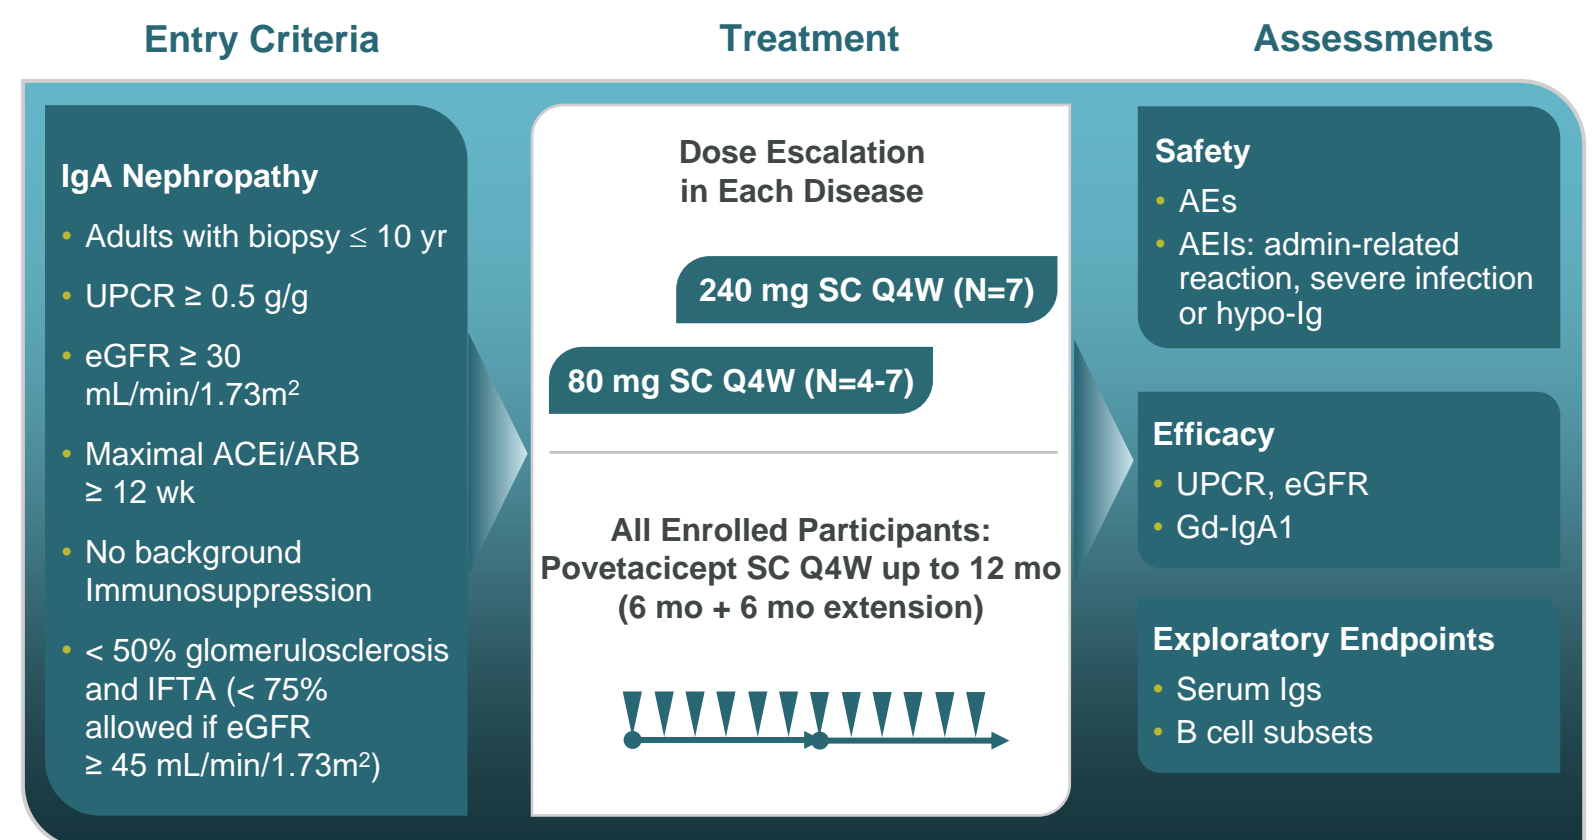 Entry Criteria
Treatment
Assessments
IgA Nephropathy
• Adults with biopsy ≤ 10 yr
• UPCR ≥ 0.5 g/g
• eGFR ≥ 30
mL/min/1.73m²
• Maximal ACEi/ARB
≥ 12 wk
• No background
Immunosuppression
• < 50% glomerulosclerosis
and IFTA (< 75%
allowed if eGFR
≥ 45 mL/min/1.73m²)
Dose Escalation
in Each Disease
240 mg SC Q4W (N=7)
80 mg SC Q4W (N=4-7)
All Enrolled Participants:
Povetacicept SC Q4W up to 12 mo
(6 mo + 6 mo extension)
Safety
• AEs
• AEIs: admin-related
reaction, severe infection
or hypo-Ig
Efficacy
• UPCR, eGFR
• Gd-IgA1
Exploratory Endpoints
• Serum Igs
• B cell subsets